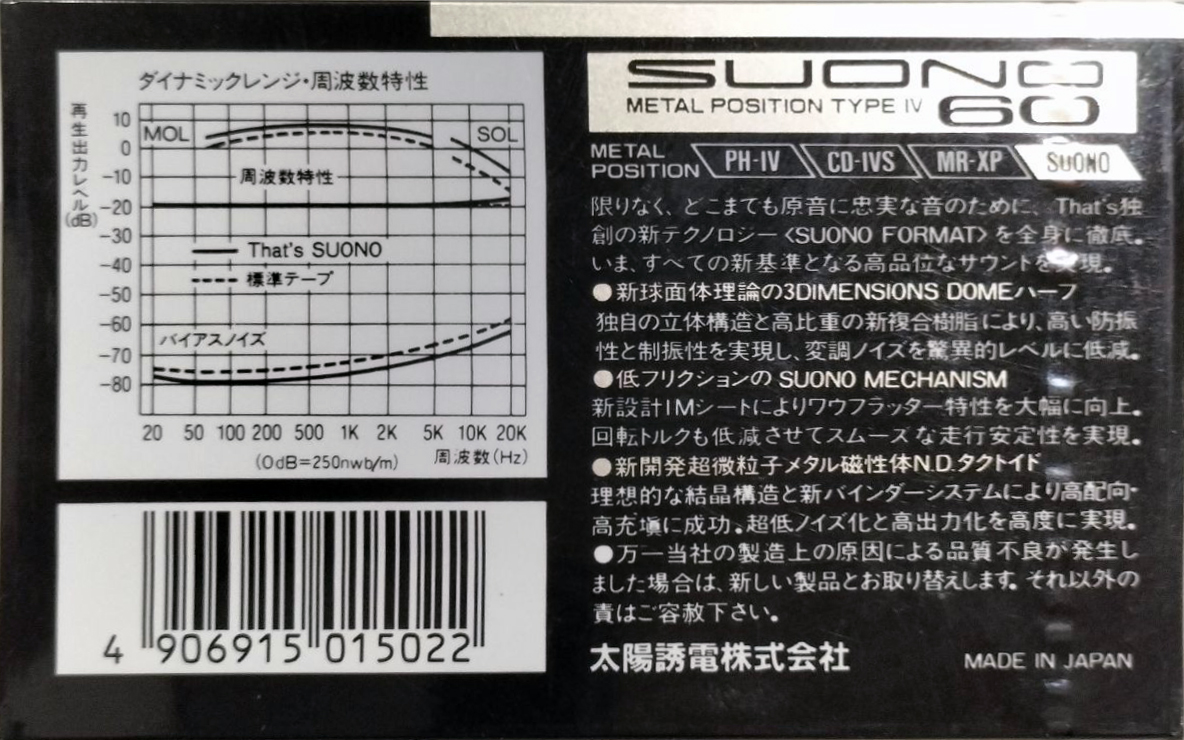 ダイナミックレンジ・周波数特性
再生出力レベル(dB)
10
0
-10
-20
-30
-40
-50
-60
-70
-80
MOL
SOL
周波数特性
That's SUONO
標準テープ
バイアスノイズ
20 50 100 200 500 1K 2K 5K 10K 20K
(0dB=250nwb/m) 周波数(Hz)
4 906915 015022
SUONO
METAL POSITION TYPE IV 60
METAL POSITION PH-IV CD-IVS MR-XP SUONO
限りなく、どこまでも原音に忠実な音のために、That's独
創の新テクノロジー〈SUONO FORMAT〉を全身に徹底。
いま、すべての新基準となる高品位なサウンドを実現。
●新球面体理論の3DIMENSIONS DOMEハーフ
独自の立体構造と高比重の新複合樹脂により、高い防振
性と制振性を実現し、変調ノイズを驚異的レベルに低減。
●低フリクションの SUONO MECHANISM
新設計IMシートによりワウフラッター特性を大幅に向上。
回転トルクも低減させてスムーズな走行安定性を実現。
●新開発超微粒子メタル磁性体N.D.タクトイド
理想的な結晶構造と新バインダーシステムにより高配向・
高充塡に成功。超低ノイズ化と高出力化を高度に実現。
●万一当社の製造上の原因による品質不良が発生し
ました場合は、新しい製品とお取り替えします。それ以外の
責はご容赦下さい。
太陽誘電株式会社 MADE IN JAPAN